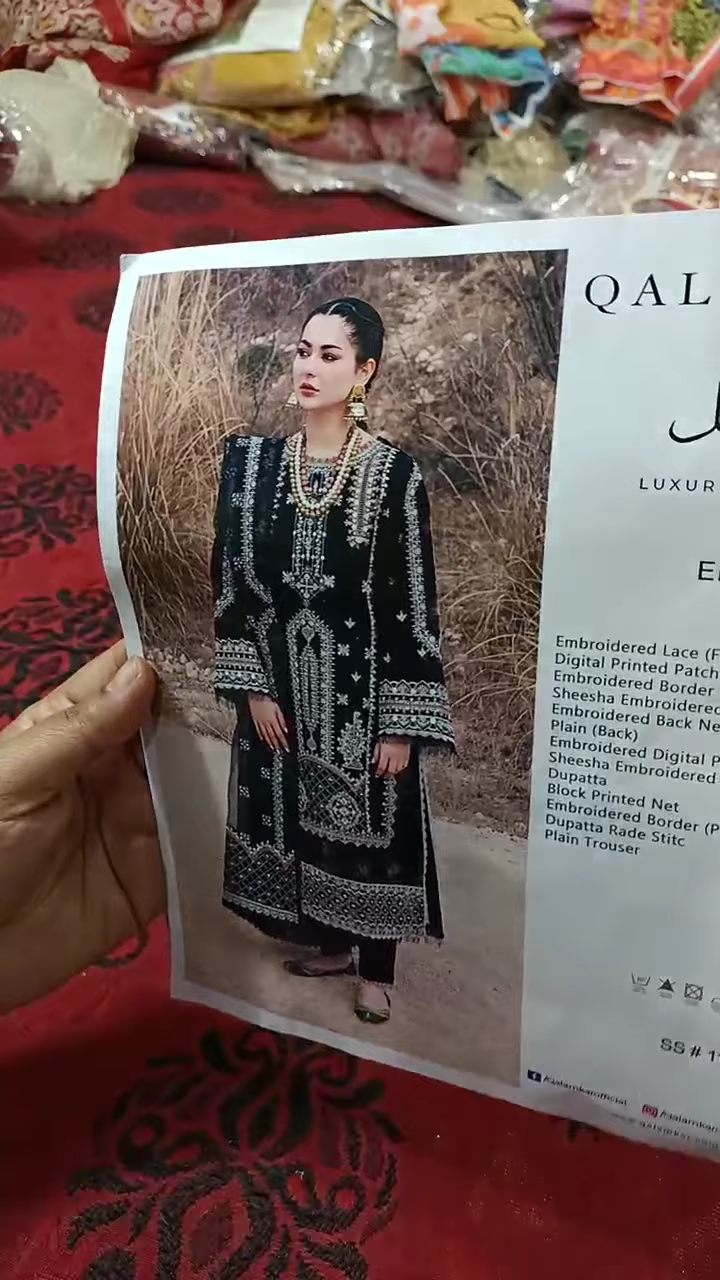 QAL
LUXUR
Embroidered Lace (F
Digital Printed Patch
Embroidered Border
Sheesha Embroidered
Embroidered Back Ne
Plain (Back)
Embroidered Digital P
Sheesha Embroidered
Dupatta
Block Printed Net
Embroidered Border (P
Dupatta Rade Stitc
Plain Trouser
SS # 1